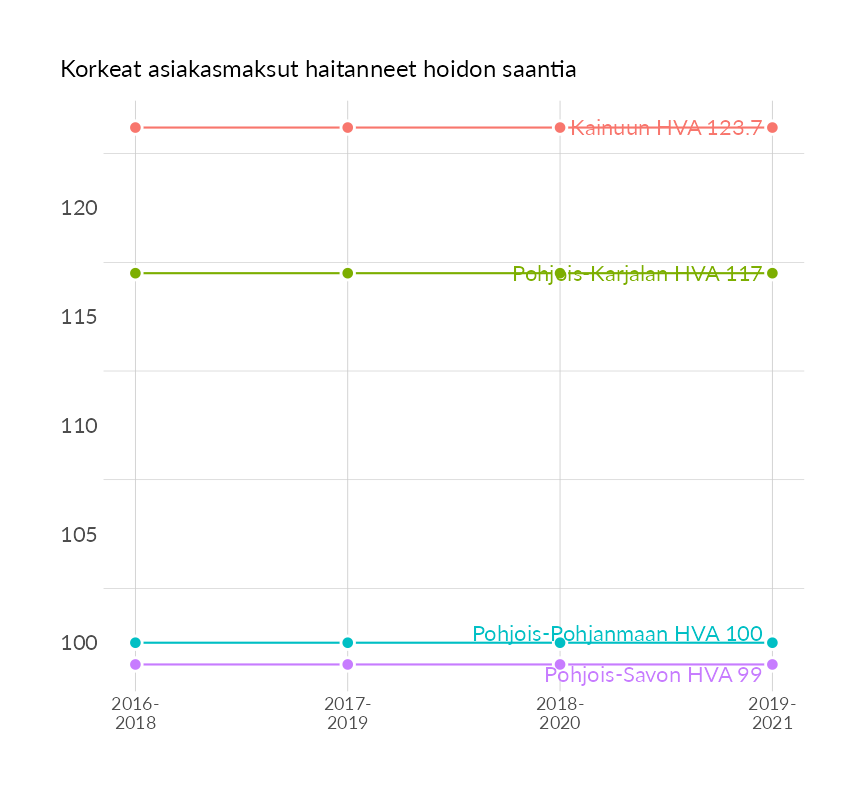 Korkeat asiakasmaksut haitanneet hoidon saantia
Kainuun HVA 123.7
120
Pohjois-Karjalan HVA 117
115
110
105
Pohjois-Pohjanmaan HVA 100
100
Pohjois-Savon HVA 99
2016-
2018
2017-
2019
2018-
2020
2019-
2021